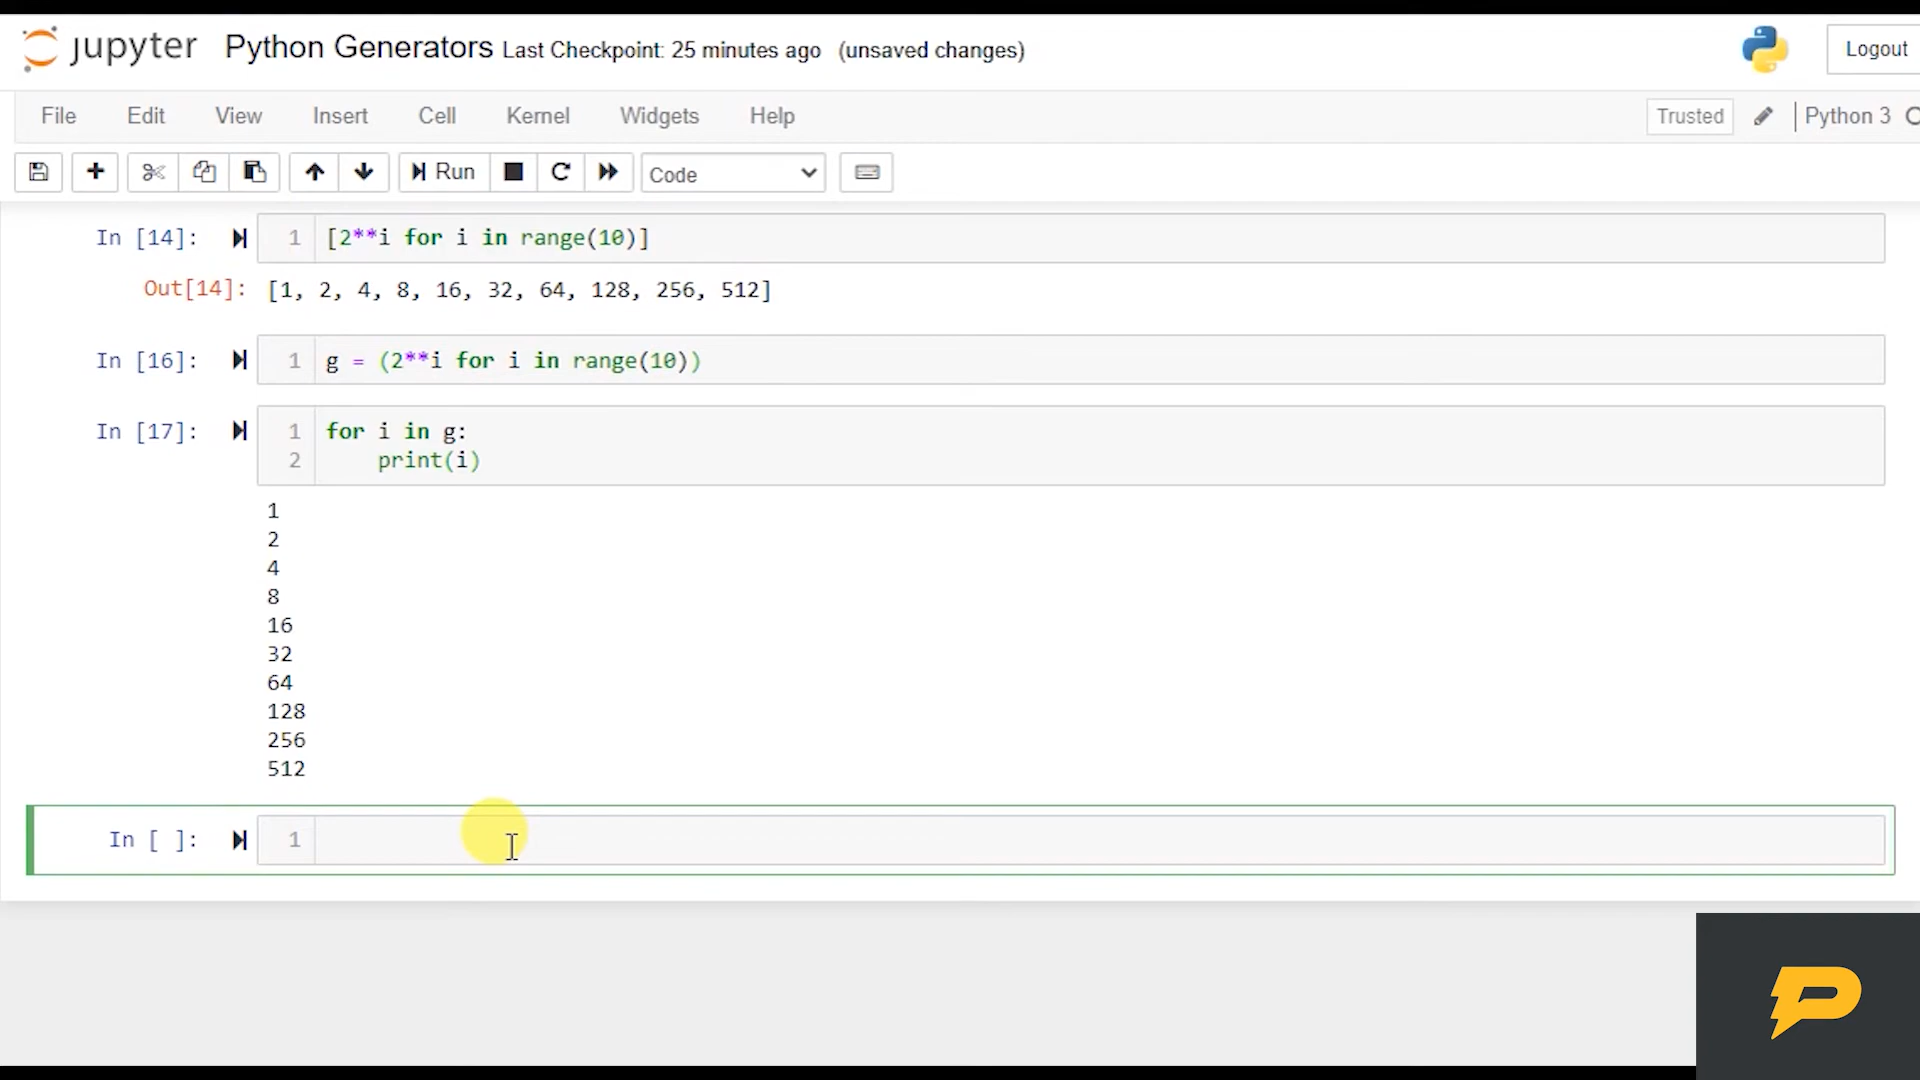 jupyter Python Generators Last Checkpoint: 25 minutes ago (unsaved changes) Logout
File Edit View Insert Cell Kernel Widgets Help Trusted Python 3
Run Code
In [14]: 1 [2**i for i in range(10)]
Out[14]: [1, 2, 4, 8, 16, 32, 64, 128, 256, 512]
In [16]: 1 g = (2**i for i in range(10))
In [17]: 1 for i in g:
2 print(i)
1
2
4
8
16
32
64
128
256
512
In [ ]: 1